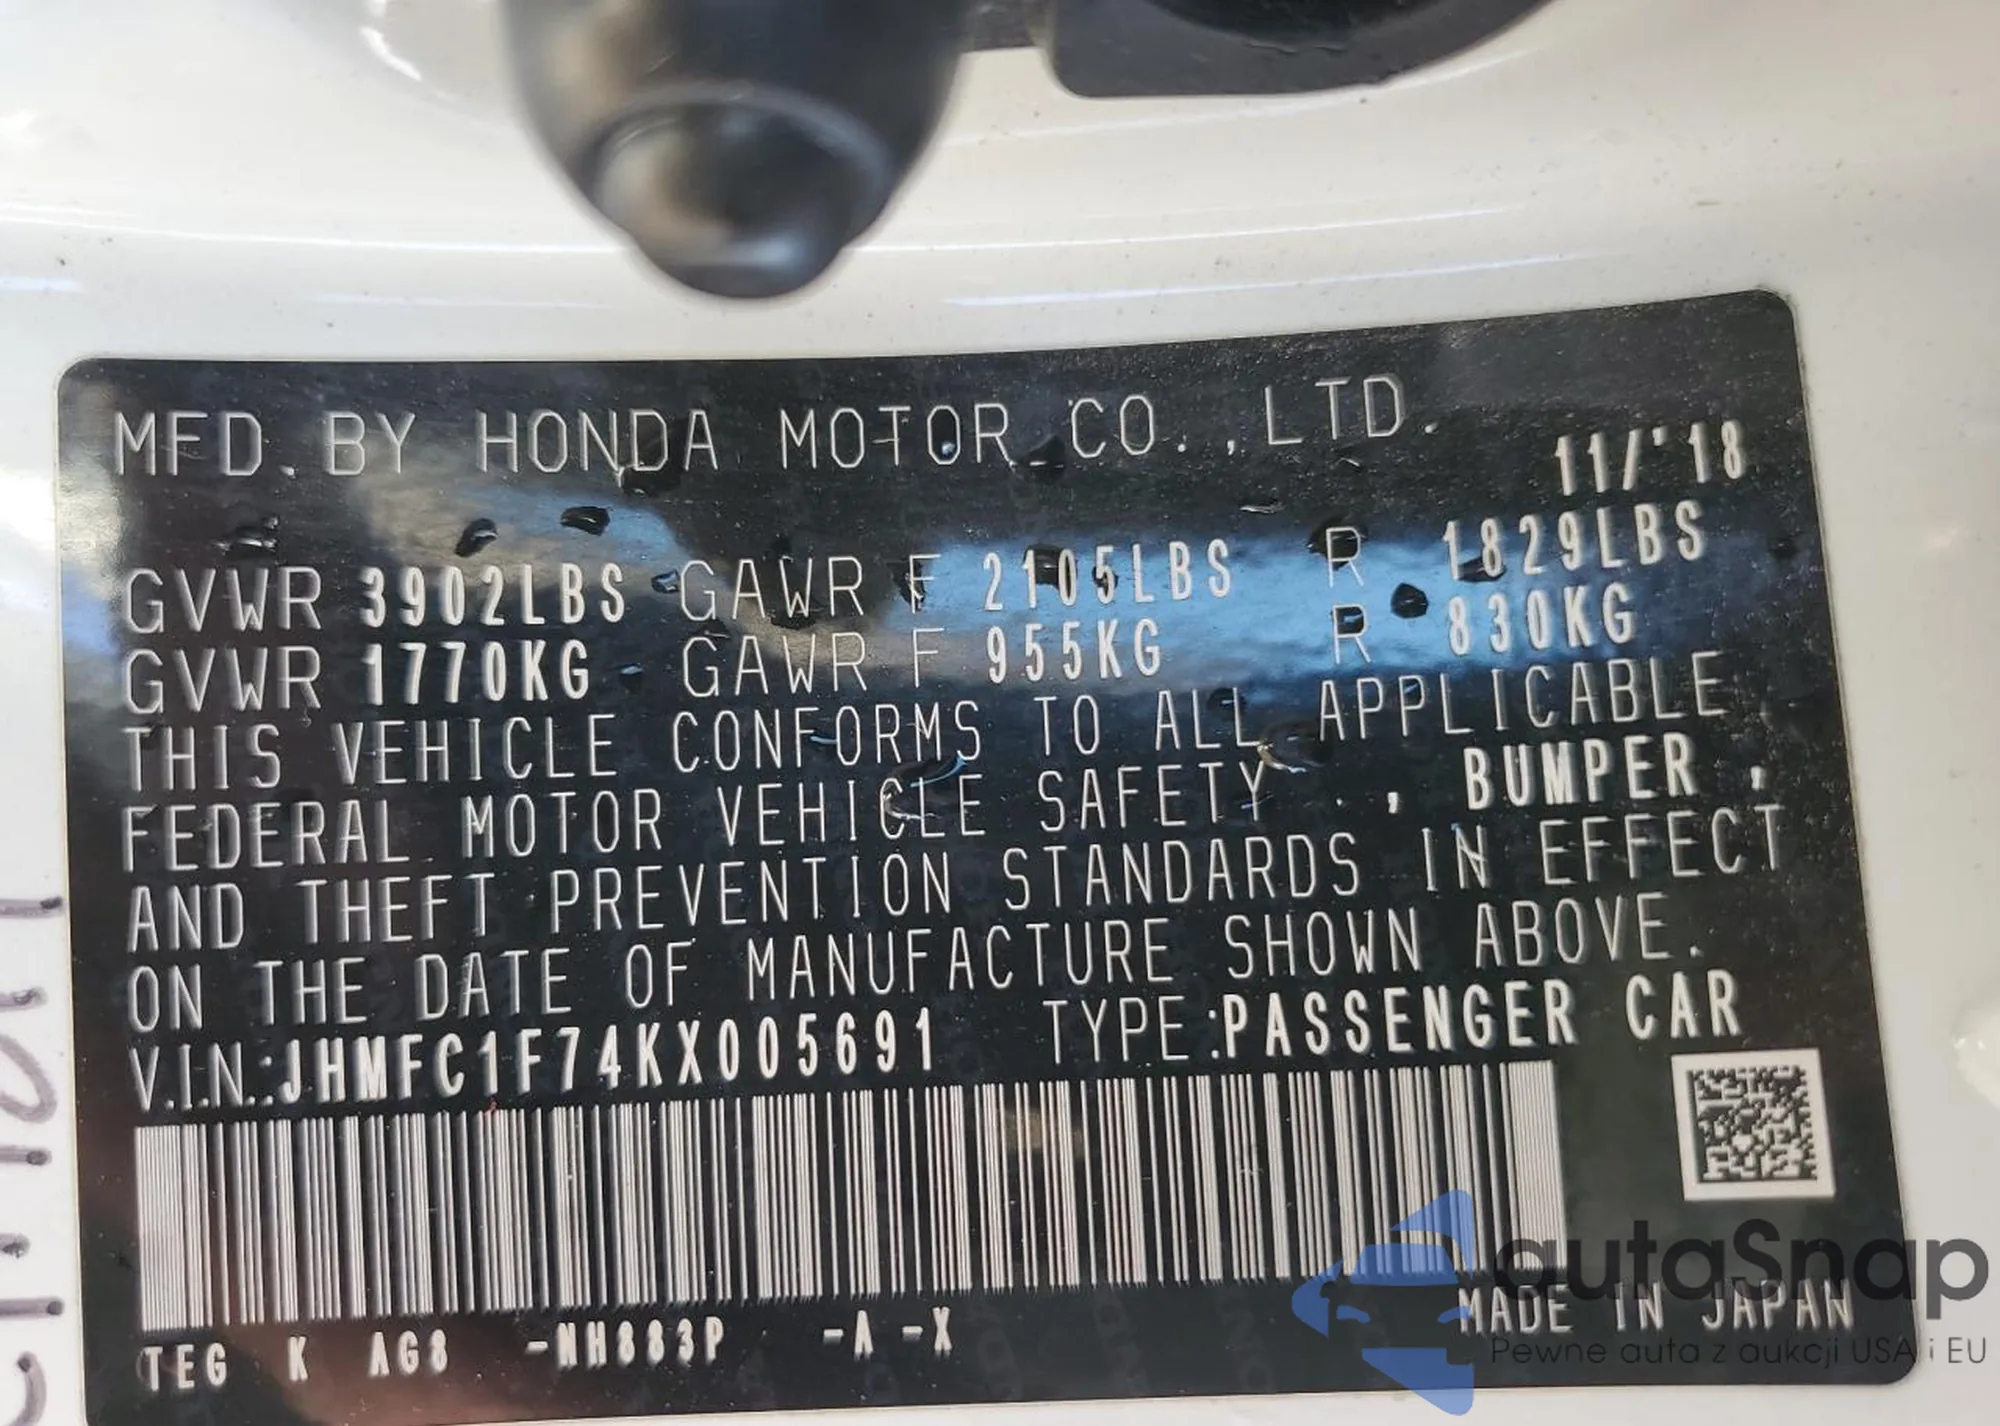 MFD. BY HONDA MOTOR CO.,LTD.
11/'18
GVWR 3902LBS GAWR F 2105LBS R 1829LBS
GVWR 1770KG GAWR F 955KG R 830KG
THIS VEHICLE CONFORMS TO ALL APPLICABLE
FEDERAL MOTOR VEHICLE SAFETY , BUMPER ,
AND THEFT PREVENTION STANDARDS IN EFFECT
ON THE DATE OF MANUFACTURE SHOWN ABOVE.
V.I.N.:JHMFC1F74KX005691 TYPE:PASSENGER CAR
TEG K AG8 -NH883P -A -X
MADE IN JAPAN
autaSnap
Pewne auta z aukcji USA i EU